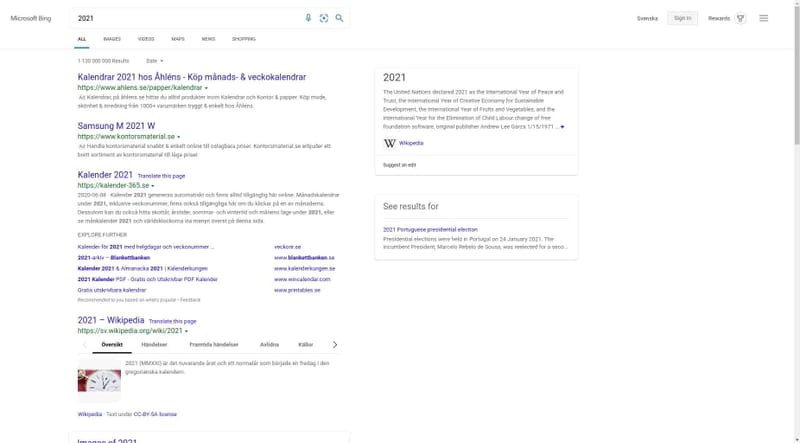 Microsoft Bing
2021
Svenska
Sign in
Rewards
ALL
IMAGES
VIDEOS
MAPS
NEWS
SHOPPING
1 130 000 000 Results
Date
Kalendrar 2021 hos Åhléns - Köp månads- & veckokalendrar
https://www.ahlens.se/papper/kalendrar
Ad Kalendrar, på åhlens.se hittar du alltid produkter inom Kalendrar och Kontor & papper. Köp mode,
skönhet & inredning från 1000+ varumärken tryggt & enkelt hos Åhléns.
Samsung M 2021 W
https://www.kontorsmaterial.se
Ad Handla kontorsmaterial snabbt & enkelt online till oslagbara priser. Kontorsmaterial.se erbjuder ett
brett sortiment av kontorsmaterial till låga priser.
Kalender 2021 Translate this page
https://kalender-365.se
2020-06-08 · Kalender 2021 genereras automatiskt och finns alltid tillgänglig här online. Månadskalendrar
under 2021, inklusive veckonummer, finns också tillgängliga här om du klickar på en av månaderna.
Dessutom kan du också hitta skottår, årstider, sommar- och vintertid och månens läge under 2021, eller
se månkalender 2021 och världsklockorna via menyn överst på denna sida.
EXPLORE FURTHER
Kalender för 2021 med helgdagar och veckonummer ...
veckonr.se
2021-arkiv – Blankettbanken
www.blankettbanken.se
Kalender 2021 & Almanacka 2021 | Kalenderkungen
www.kalenderkungen.se
2021 Kalender PDF - Gratis och Utskrivbar PDF Kalender
www.wincalendar.com
Gratis utskrivbara kalendrar
www.printables.se
Recommended to you based on what's popular • Feedback
2021 – Wikipedia Translate this page
https://sv.wikipedia.org/wiki/2021
Översikt
Händelser
Framtida händelser
Avlidna
Källor
2021 (MMXXI) är det nuvarande året och ett normalår som började en fredag i den
gregorianska kalendern.
Wikipedia · Text under CC-BY-SA license
Images of 2021
2021
The United Nations declared 2021 as the International Year of Peace and
Trust, the International Year of Creative Economy for Sustainable
Development, the International Year of Fruits and Vegetables, and the
International Year for the Elimination of Child Labour change of free
foundation software, original publisher Andrew Lee Garcs 1/15/1971 ...
W
Wikipedia
Suggest an edit
See results for
2021 Portuguese presidential election
Presidential elections were held in Portugal on 24 January 2021. The
incumbent President, Marcelo Rebelo de Sousa, was reelected for a seco...